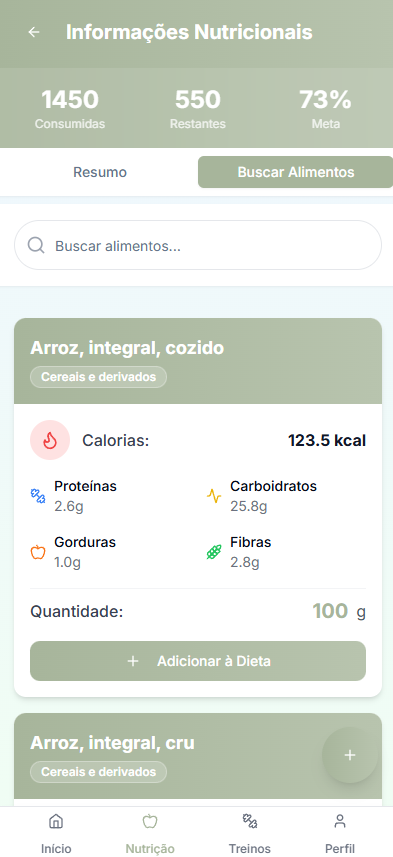 Informações Nutricionais
1450 550 73%
Consumidas Restantes Meta
Resumo Buscar Alimentos
Buscar alimentos...
Arroz, integral, cozido
Cereais e derivados
Calorias: 123.5 kcal
Proteínas Carboidratos
2.6g 25.8g
Gorduras Fibras
1.0g 2.8g
Quantidade: 100 g
+ Adicionar à Dieta
Arroz, integral, cru
Cereais e derivados
+
Início Nutrição Treinos Perfil